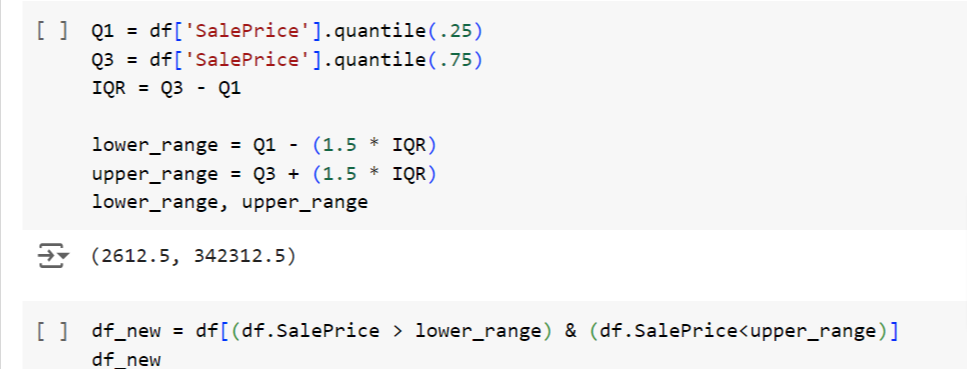 [ ] Q1 = df['SalePrice'].quantile(.25)
Q3 = df['SalePrice'].quantile(.75)
IQR = Q3 - Q1
lower_range = Q1 - (1.5 * IQR)
upper_range = Q3 + (1.5 * IQR)
lower_range, upper_range
(2612.5, 342312.5)
[ ] df_new = df[(df.SalePrice > lower_range) & (df.SalePrice<upper_range)]
df_new